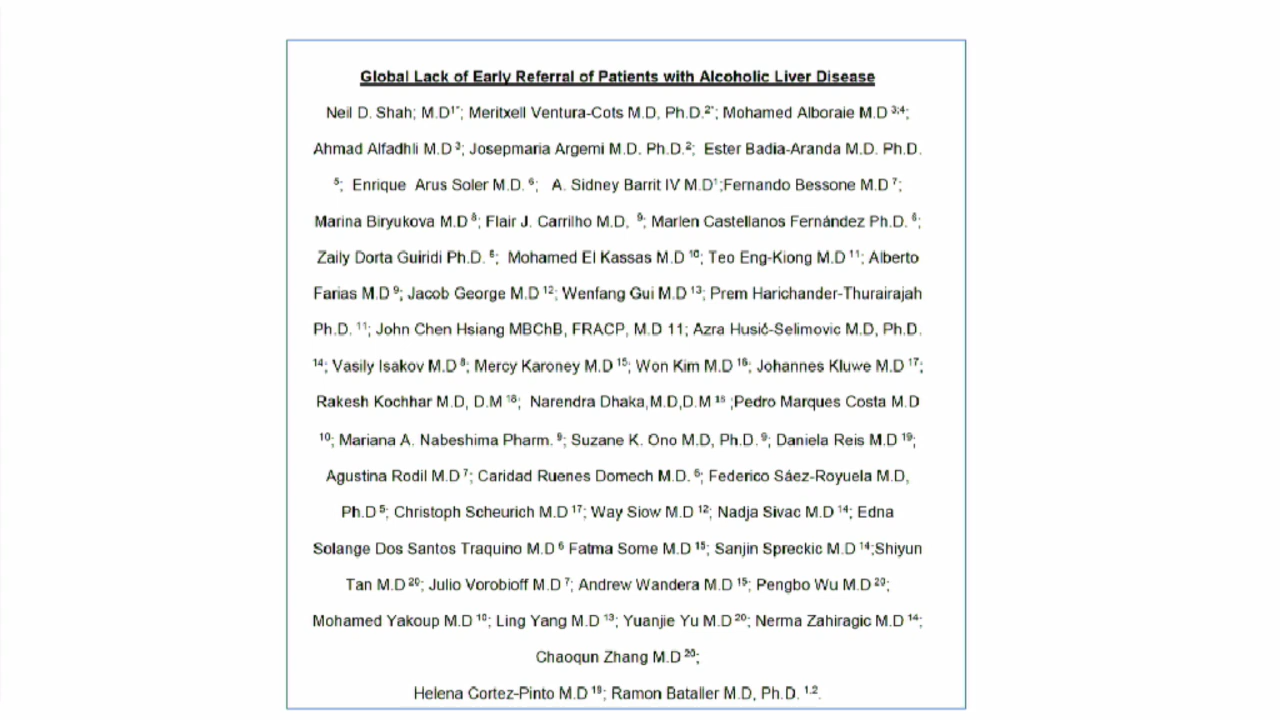 Global Lack of Early Referral of Patients with Alcoholic Liver Disease
Neil D. Shah; M.D¹*; Meritxell Ventura-Cots M.D, Ph.D.²*; Mohamed Alboraie M.D ³,⁴;
Ahmad Alfadhli M.D ³; Josepmaria Argemi M.D. Ph.D.²; Ester Badia-Aranda M.D. Ph.D.
⁵; Enrique Arus Soler M.D. ⁶; A. Sidney Barrit IV M.D¹;Fernando Bessone M.D ⁷;
Marina Biryukova M.D ⁸; Flair J. Carrilho M.D, ⁹; Marlen Castellanos Fernández Ph.D. ⁶;
Zaily Dorta Guiridi Ph.D. ⁶; Mohamed El Kassas M.D ¹⁰; Teo Eng-Kiong M.D ¹¹; Alberto
Farias M.D ⁹; Jacob George M.D ¹²; Wenfang Gui M.D ¹³; Prem Harichander-Thurairajah
Ph.D. ¹¹; John Chen Hsiang MBChB, FRACP, M.D 11; Azra Husić-Selimovic M.D, Ph.D.
¹⁴; Vasily Isakov M.D ⁸; Mercy Karoney M.D ¹⁵; Won Kim M.D ¹⁶; Johannes Kluwe M.D ¹⁷;
Rakesh Kochhar M.D, D.M ¹⁸; Narendra Dhaka,M.D,D.M ¹⁸ ;Pedro Marques Costa M.D
¹⁰; Mariana A. Nabeshima Pharm. ⁹; Suzane K. Ono M.D, Ph.D. ⁹; Daniela Reis M.D ¹⁹;
Agustina Rodil M.D ⁷; Caridad Ruenes Domech M.D. ⁶; Federico Sáez-Royuela M.D,
Ph.D ⁵; Christoph Scheurich M.D ¹⁷; Way Siow M.D ¹²; Nadja Sivac M.D ¹⁴; Edna
Solange Dos Santos Traquino M.D ⁶ Fatma Some M.D ¹⁵; Sanjin Spreckic M.D ¹⁴;Shiyun
Tan M.D ²⁰; Julio Vorobioff M.D ⁷; Andrew Wandera M.D ¹⁵; Pengbo Wu M.D ²⁰;
Mohamed Yakoup M.D ¹⁰; Ling Yang M.D ¹³; Yuanjie Yu M.D ²⁰; Nerma Zahiragic M.D ¹⁴;
Chaoqun Zhang M.D ²⁰;
Helena Cortez-Pinto M.D ¹⁹; Ramon Bataller M.D, Ph.D. ¹,².